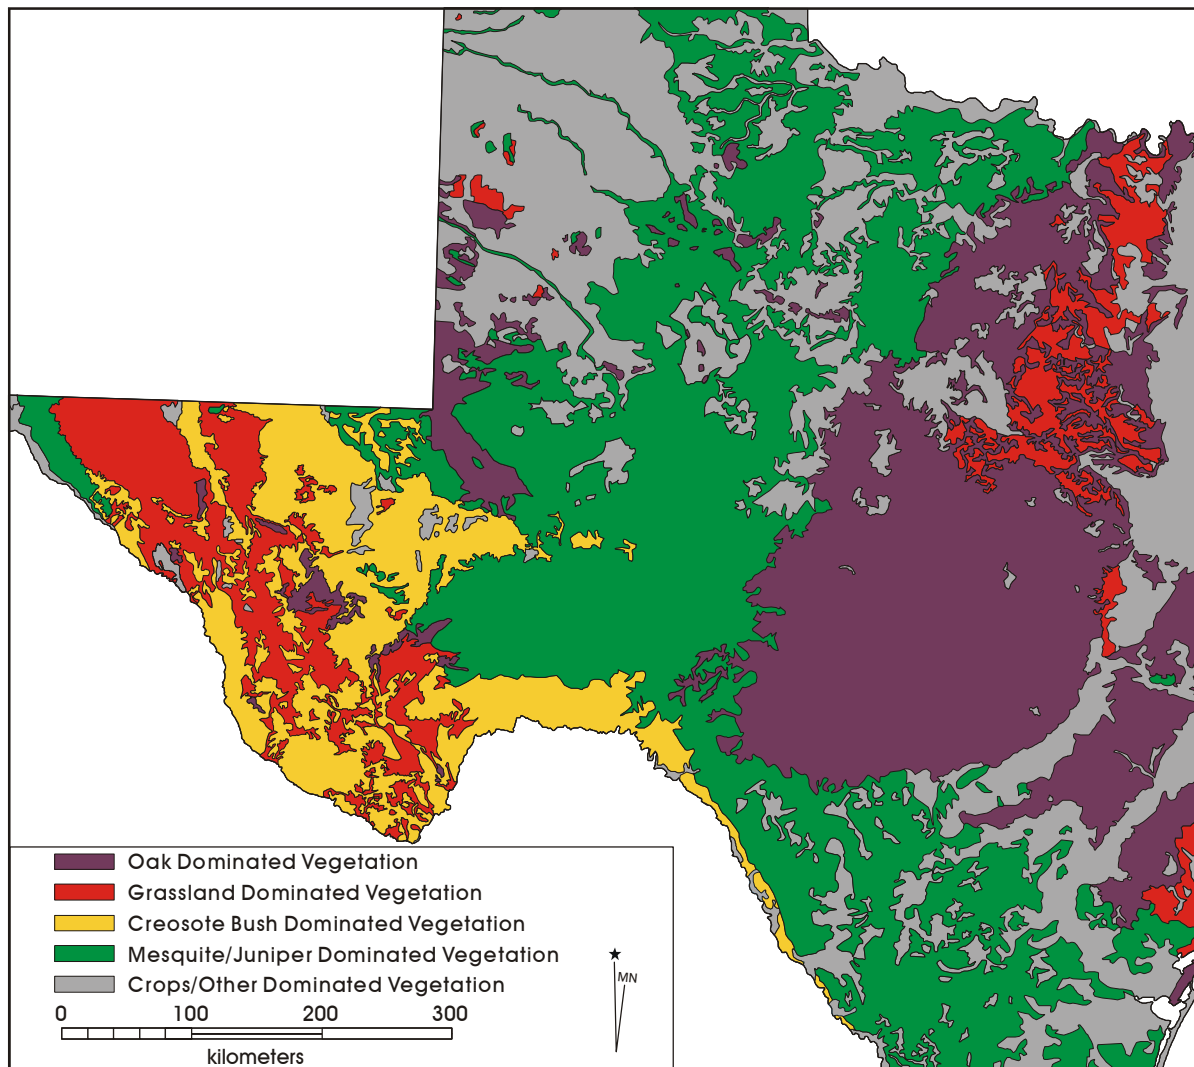 Oak Dominated Vegetation
Grassland Dominated Vegetation
Creosote Bush Dominated Vegetation
Mesquite/Juniper Dominated Vegetation
Crops/Other Dominated Vegetation
MN
0 100 200 300
kilometers